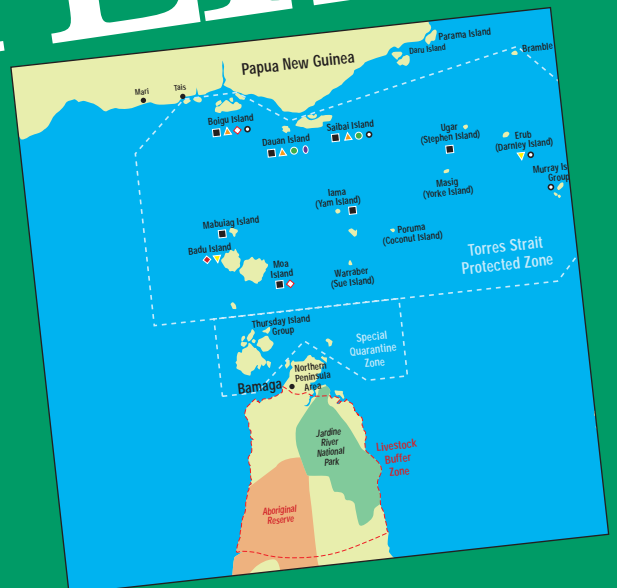 Parama Island
Daru Island
Bramble
Papua New Guinea
Mari
Tais
Boigu Island
Dauan Island
Saibai Island
Ugar
(Stephen Island)
Erub
(Darnley Island)
Murray Is
Group
Masig
(Yorke Island)
Iama
(Yam Island)
Mabuiag Island
Badu Island
Moa
Island
Poruma
(Coconut Island)
Warraber
(Sue Island)
Torres Strait
Protected Zone
Thursday Island
Group
Special
Quarantine
Zone
Northern
Peninsula
Area
Bamaga
Jardine
River
National
Park
Livestock
Buffer
Zone
Aboriginal
Reserve